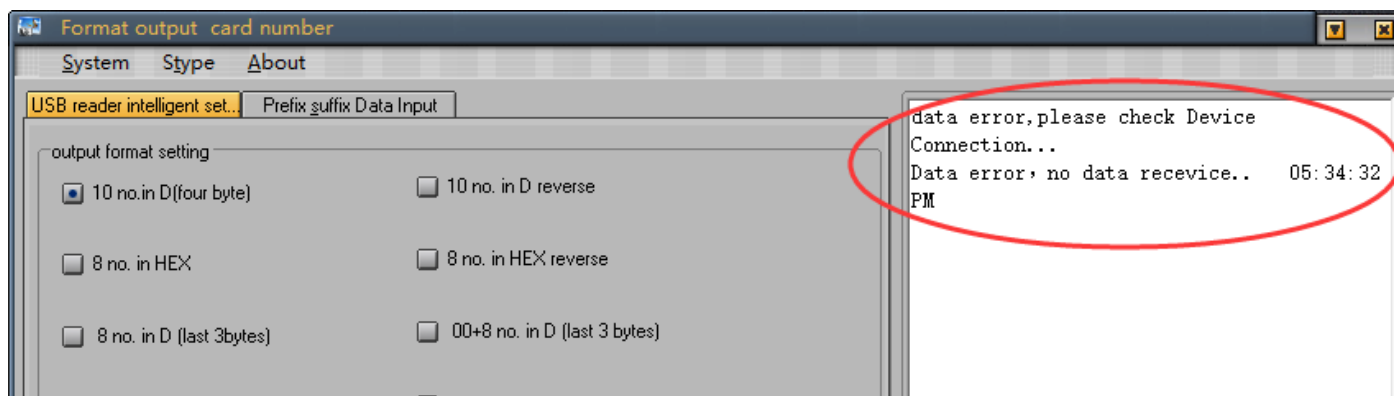 Format output card number
System Stype About
USB reader intelligent set... Prefix suffix Data Input
output format setting
10 no.in D(four byte)
10 no. in D reverse
8 no. in HEX
8 no. in HEX reverse
8 no. in D (last 3bytes)
00+8 no. in D (last 3 bytes)
data error,please check Device
Connection...
Data error，no data recevice.. 05:34:32
PM